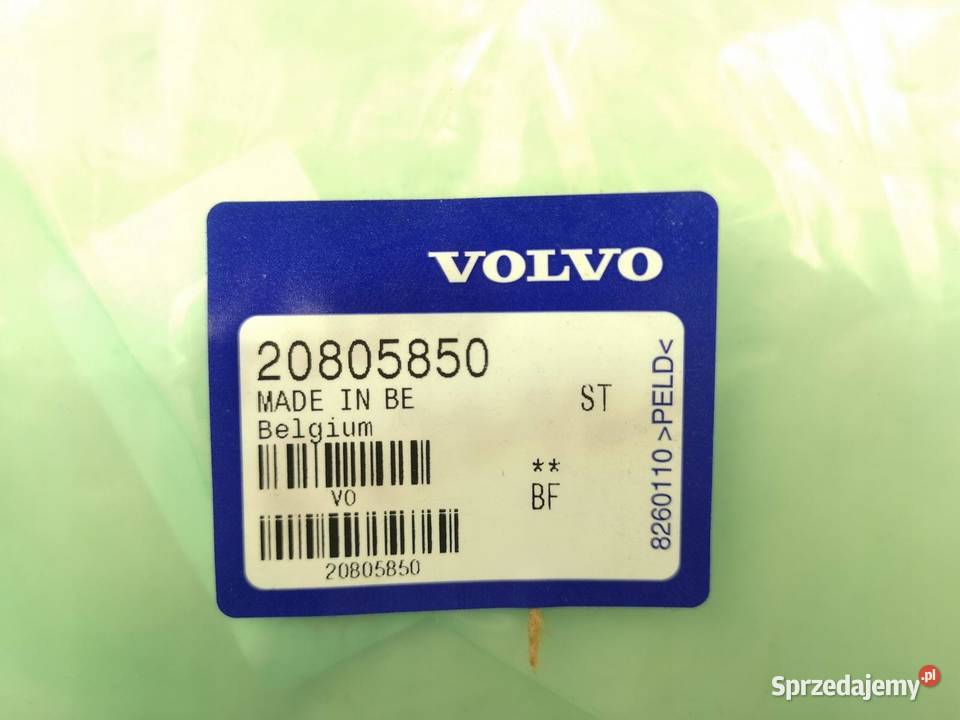 VOLVO
20805850
MADE IN BE ST
Belgium
**
VO
BF
20805850
8260110 >PELD<
Sprzedajemy.pl